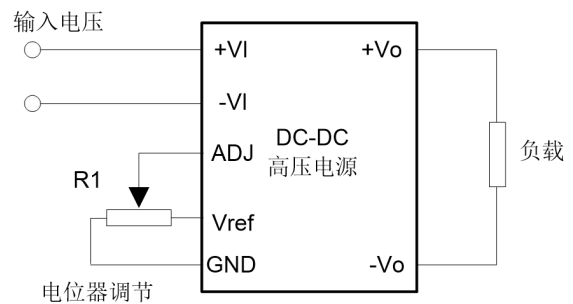 输入电压
+VI
+Vo
-VI
DC-DC
高压电源
ADJ
负载
R1
Vref
GND
-Vo
电位器调节